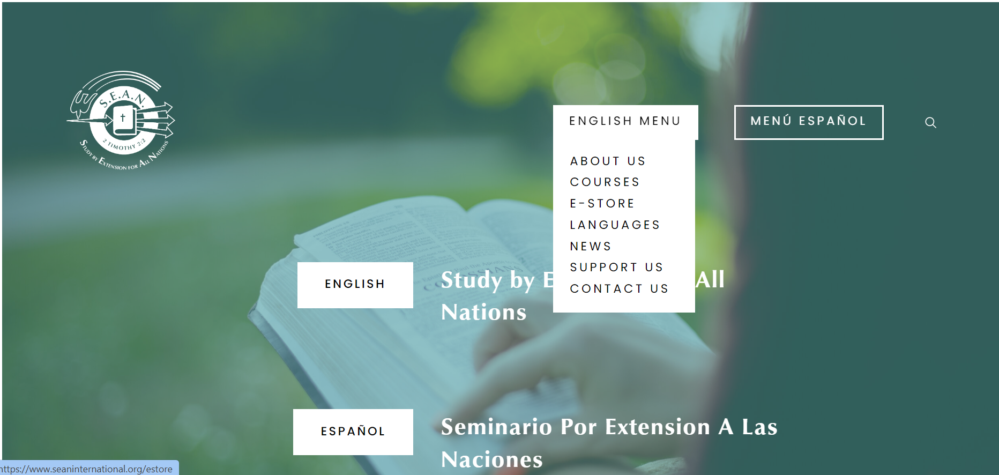 S.E.A.N.
2 TIMOTHY 2:2
STUDY BY EXTENSION FOR ALL NATIONS
ENGLISH MENU
MENÚ ESPAÑOL
ABOUT US
COURSES
E-STORE
LANGUAGES
NEWS
SUPPORT US
CONTACT US
ENGLISH
Study by E All
Nations
ESPAÑOL
Seminario Por Extension A Las
Naciones
https://www.seaninternational.org/estore